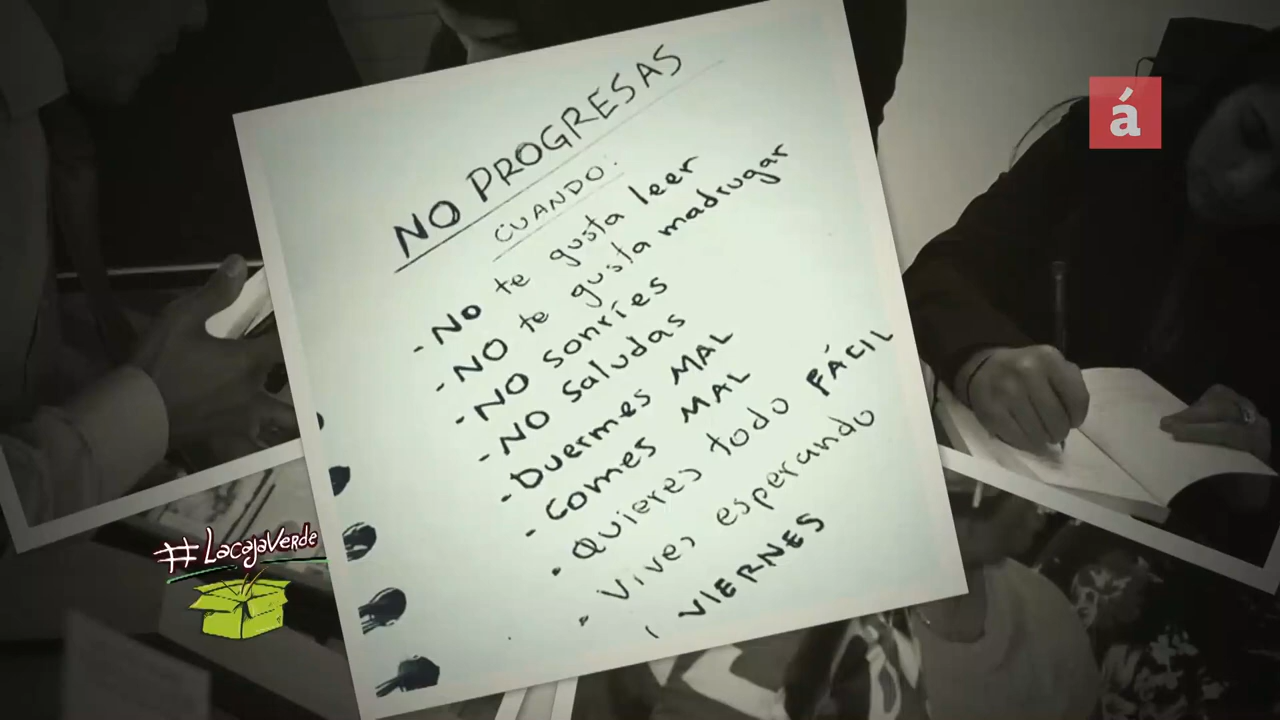 NO PROGRESAS
CUANDO:
- NO te gusta leer
- NO te gusta madrugar
- NO sonríes
- NO saludas
- Duermes MAL
- Comes MAL
- Quieres todo FÁCIL
- Vives esperando
VIERNES
á
#LacajaVerde